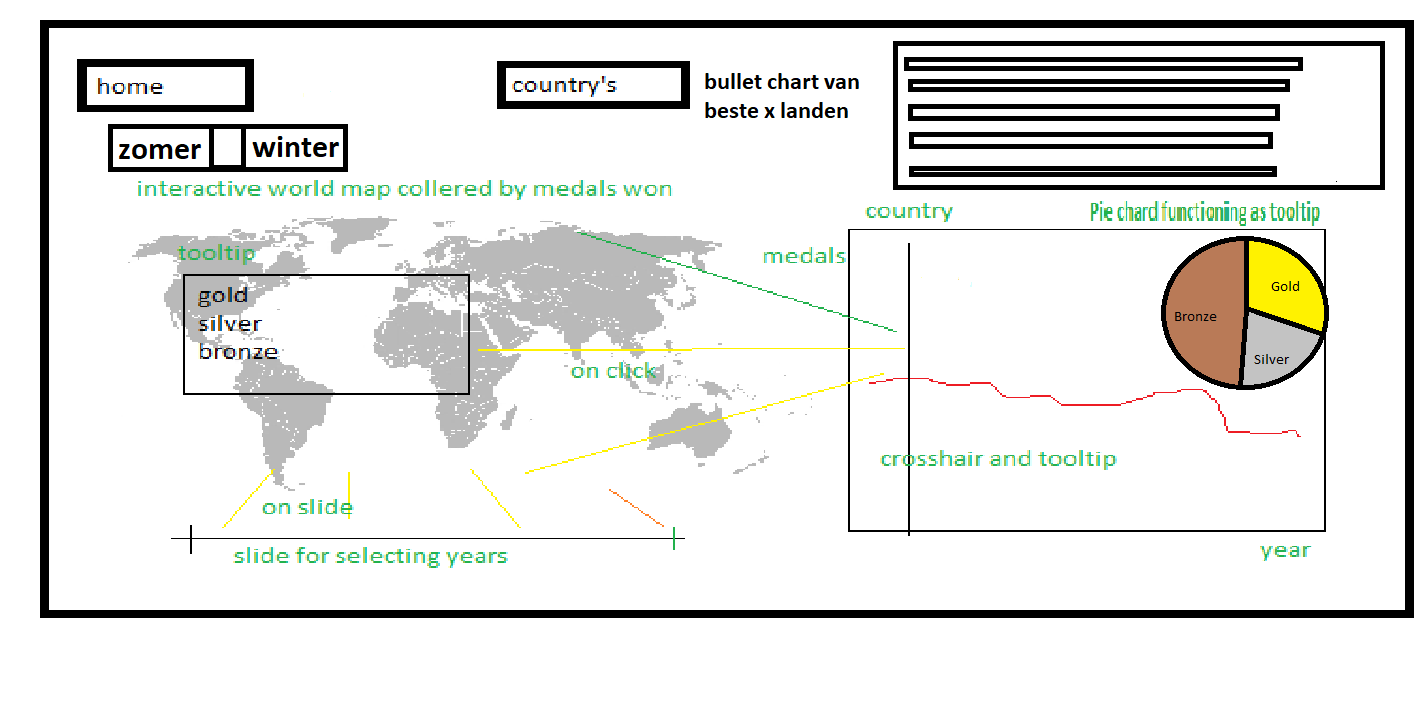 home
country's
bullet chart van
beste x landen
zomer
winter
interactive world map collered by medals won
country
Pie chard functioning as tooltip
tooltip
medals
gold
silver
bronze
Gold
Bronze
Silver
on click
crosshair and tooltip
on slide
slide for selecting years
year